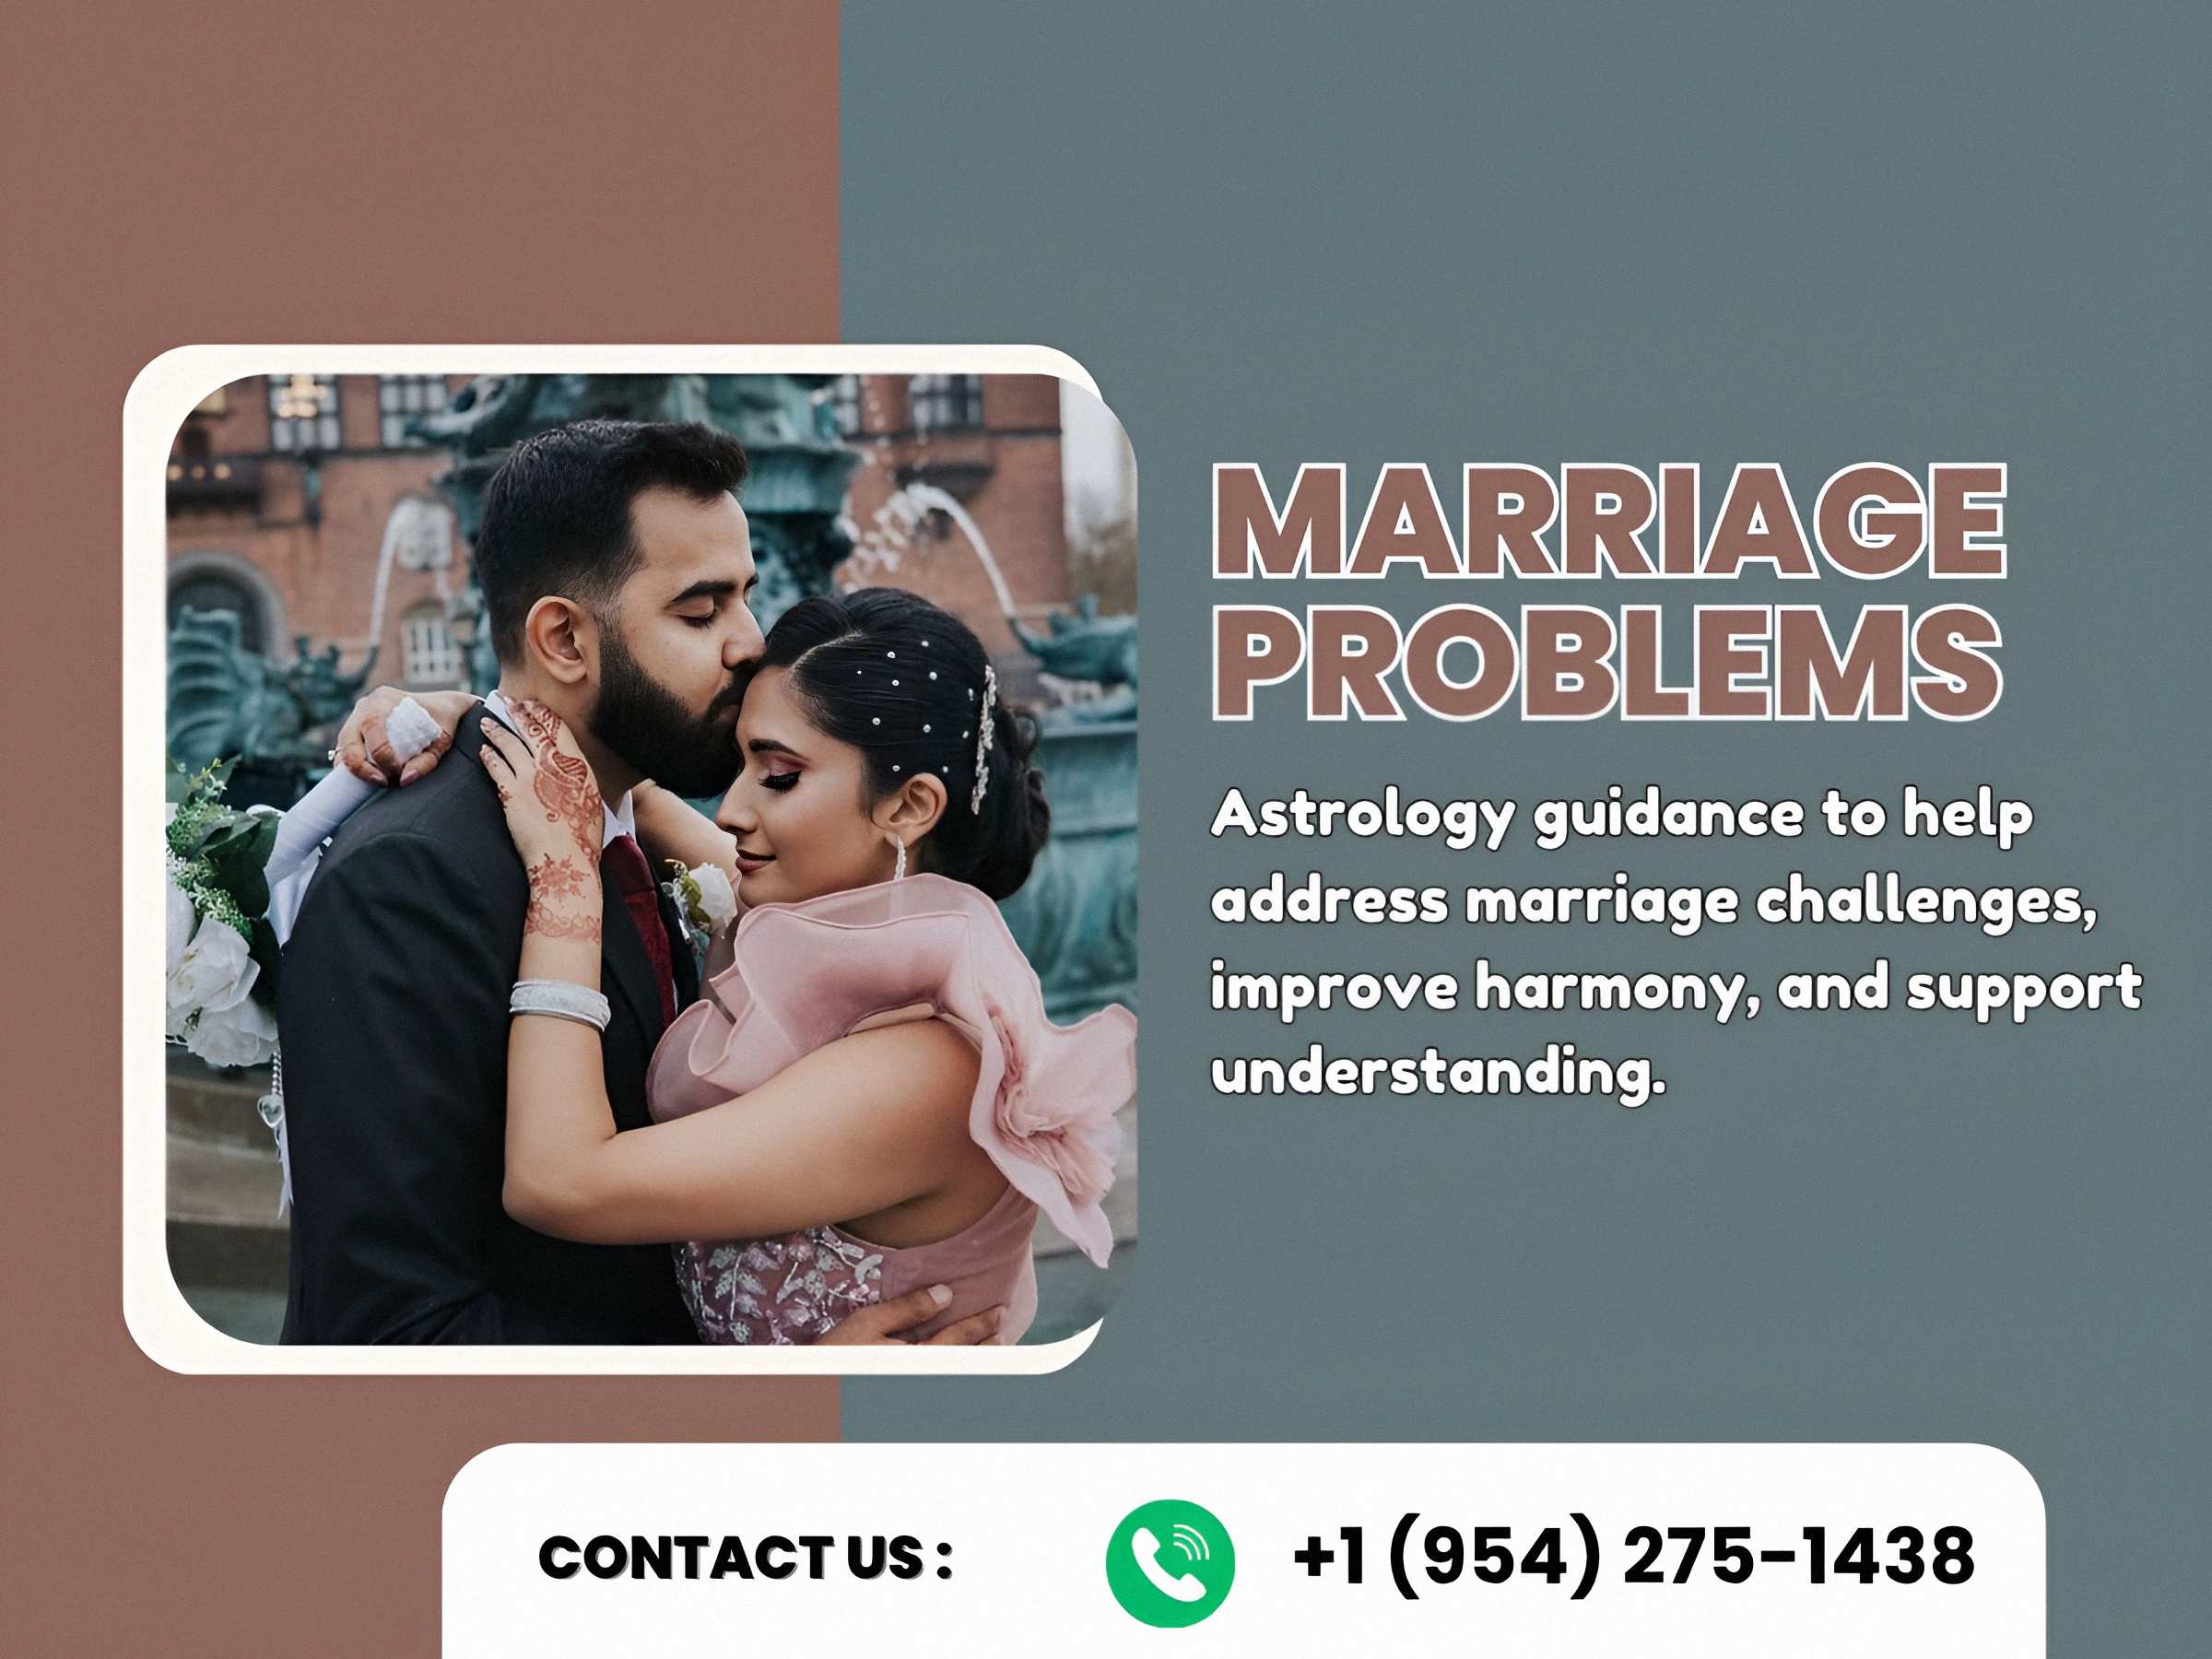 MARRIAGE
PROBLEMS
Astrology guidance to help
address marriage challenges,
improve harmony, and support
understanding.
CONTACT US : +1 (954) 275-1438